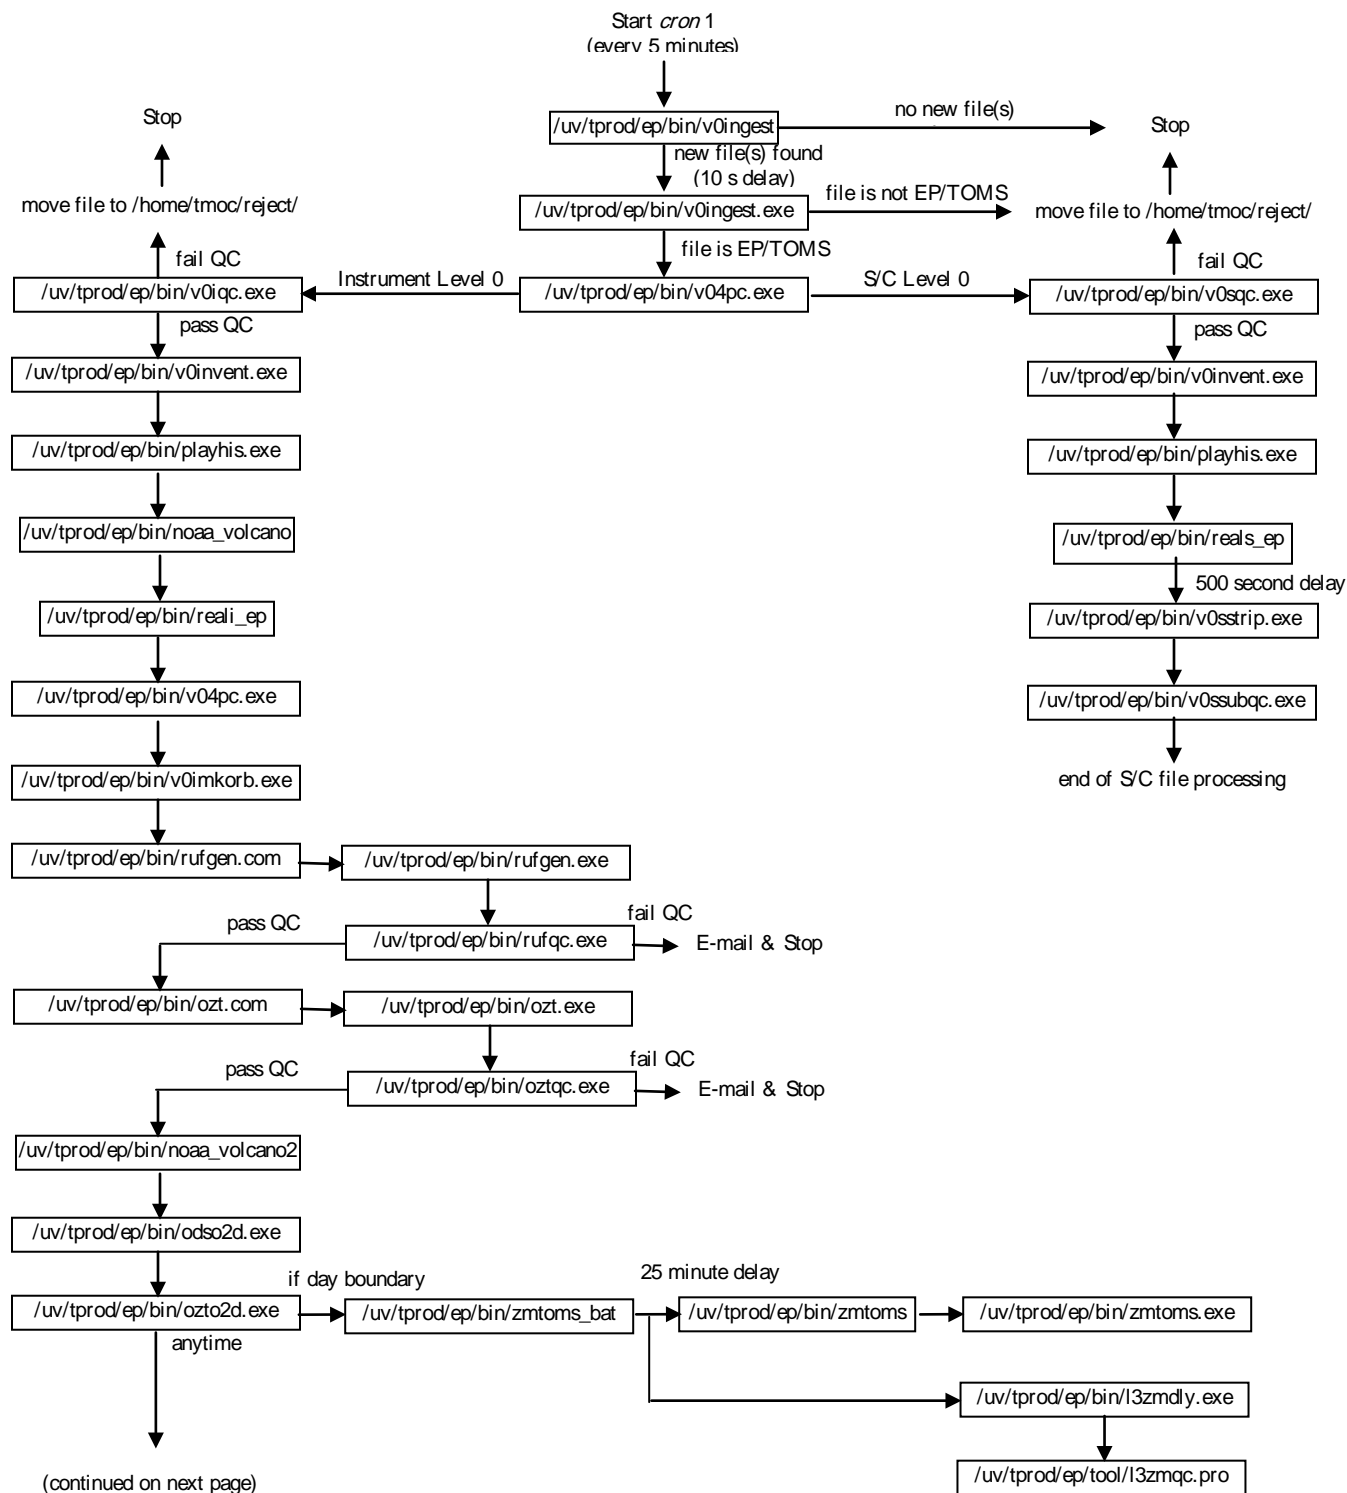 Start cron 1
(every 5 minutes)
Stop
/uv/tprod/ep/bin/v0ingest
no new file(s)
Stop
new file(s) found
(10 s delay)
move file to /home/tmoc/reject/
/uv/tprod/ep/bin/v0ingest.exe
file is not EP/TOMS
move file to /home/tmoc/reject/
fail QC
file is EP/TOMS
fail QC
/uv/tprod/ep/bin/v0iqc.exe
Instrument Level 0
/uv/tprod/ep/bin/v04pc.exe
S/C Level 0
/uv/tprod/ep/bin/v0sqc.exe
pass QC
pass QC
/uv/tprod/ep/bin/v0invent.exe
/uv/tprod/ep/bin/v0invent.exe
/uv/tprod/ep/bin/playhis.exe
/uv/tprod/ep/bin/playhis.exe
/uv/tprod/ep/bin/noaa_volcano
/uv/tprod/ep/bin/reals_ep
500 second delay
/uv/tprod/ep/bin/reali_ep
/uv/tprod/ep/bin/v0sstrip.exe
/uv/tprod/ep/bin/v04pc.exe
/uv/tprod/ep/bin/v0ssubqc.exe
/uv/tprod/ep/bin/v0imkorb.exe
end of S/C file processing
/uv/tprod/ep/bin/rufgen.com
/uv/tprod/ep/bin/rufgen.exe
pass QC
fail QC
/uv/tprod/ep/bin/rufqc.exe
E-mail & Stop
/uv/tprod/ep/bin/ozt.com
/uv/tprod/ep/bin/ozt.exe
pass QC
fail QC
/uv/tprod/ep/bin/oztqc.exe
E-mail & Stop
/uv/tprod/ep/bin/noaa_volcano2
/uv/tprod/ep/bin/odso2d.exe
if day boundary
25 minute delay
/uv/tprod/ep/bin/ozto2d.exe
/uv/tprod/ep/bin/zmtoms_bat
/uv/tprod/ep/bin/zmtoms
/uv/tprod/ep/bin/zmtoms.exe
anytime
/uv/tprod/ep/bin/l3zmdly.exe
(continued on next page)
/uv/tprod/ep/tool/l3zmqc.pro